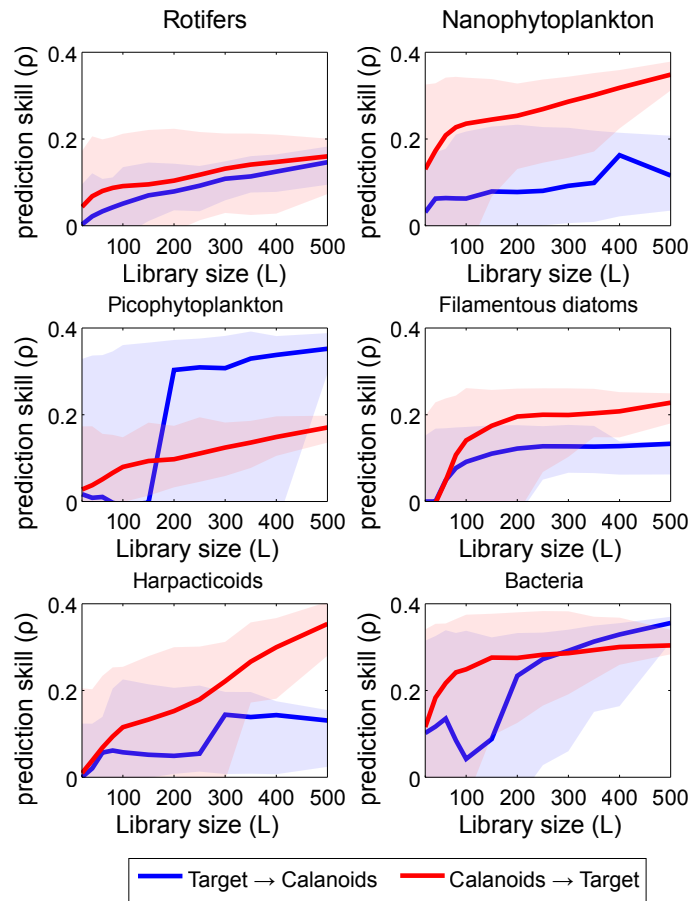 Rotifers
Nanophytoplankton
prediction skill (ρ)
0.4
0.2
0
100 200 300 400 500
Library size (L)
prediction skill (ρ)
0.4
0.2
0
100 200 300 400 500
Library size (L)
Picophytoplankton
Filamentous diatoms
prediction skill (ρ)
0.4
0.2
0
100 200 300 400 500
Library size (L)
prediction skill (ρ)
0.4
0.2
0
100 200 300 400 500
Library size (L)
Harpacticoids
Bacteria
prediction skill (ρ)
0.4
0.2
0
100 200 300 400 500
Library size (L)
prediction skill (ρ)
0.4
0.2
0
100 200 300 400 500
Library size (L)
Target → Calanoids
Calanoids → Target